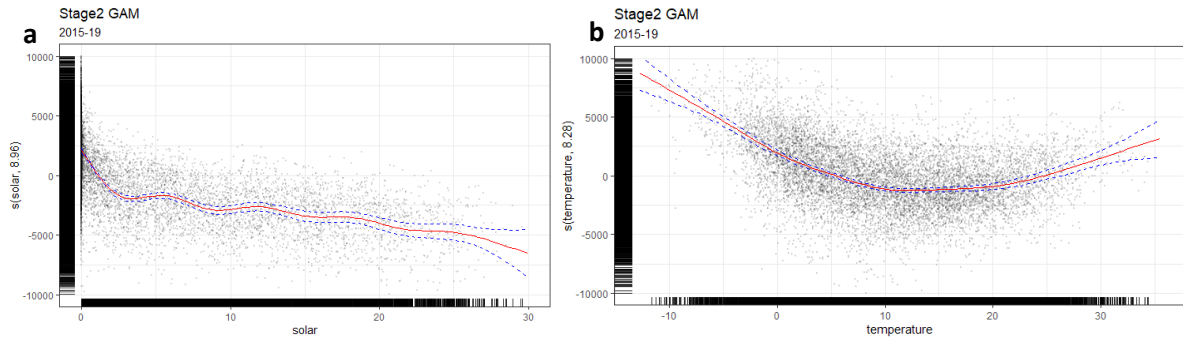 a
Stage2 GAM
2015-19
s(solar, 8.96)
10000
5000
0
-5000
-10000
0
10
20
30
solar
b
Stage2 GAM
2015-19
s(temperature, 8.28)
10000
5000
0
-5000
-10000
-10
0
10
20
30
temperature